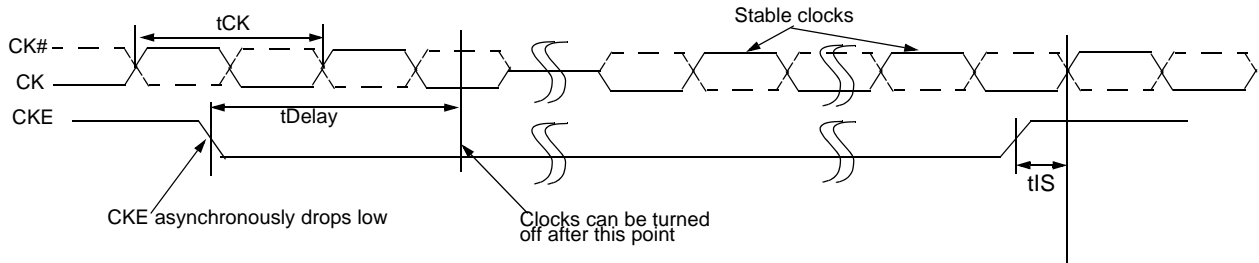 tCK
Stable clocks
CK#
CK
CKE
tDelay
tIS
CKE asynchronously drops low
Clocks can be turned
off after this point